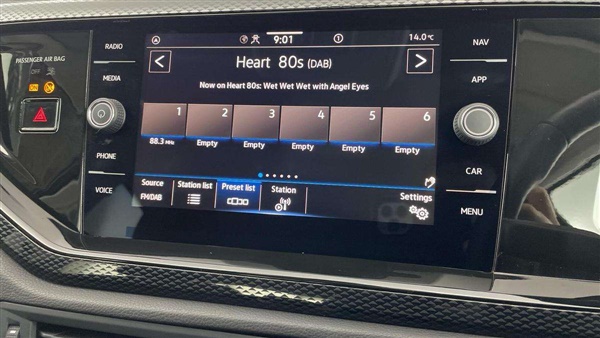 PASSENGER AIR BAG
OFF
RADIO
MEDIA
PHONE
VOICE
9:01
1
14.0°C
Heart 80s (DAB)
Now on Heart 80s: Wet Wet Wet with Angel Eyes
1 2 3 4 5 6
88.3 MHz Empty Empty Empty Empty Empty
Source
FM/DAB
Station list
Preset list
Station
Settings
NAV
APP
CAR
MENU